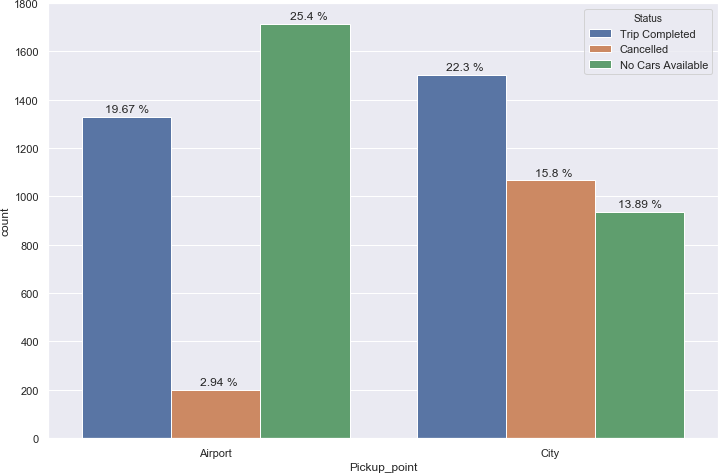 1800
1600
1400
1200
1000
800
600
400
200
0
count
25.4 %
22.3 %
19.67 %
15.8 %
13.89 %
2.94 %
Status
Trip Completed
Cancelled
No Cars Available
Airport
City
Pickup_point